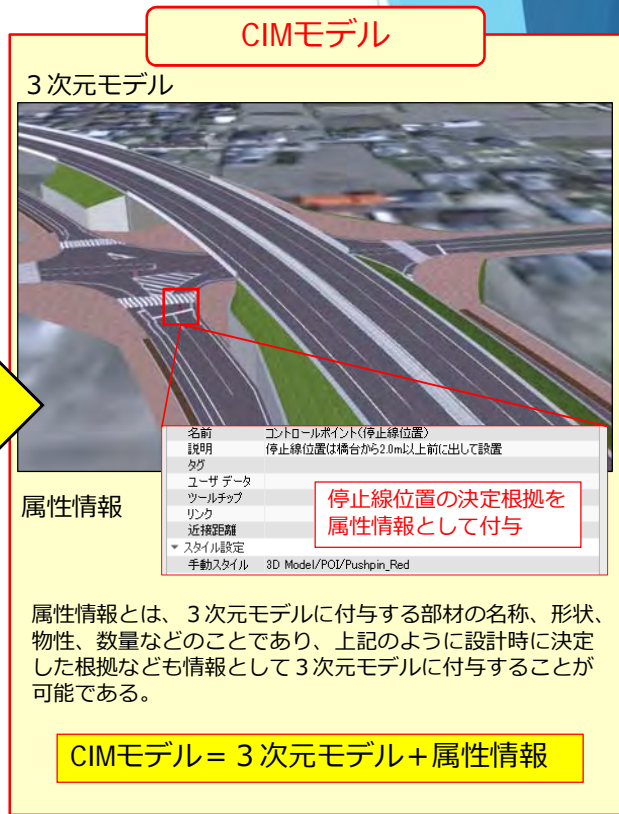 CIMモデル
３次元モデル
名前 コントロールポイント(停止線位置)
説明 停止線位置は橋台から2.0m以上前に出して設置
タグ
ユーザ データ
ツールチップ
リンク
近接距離
スタイル設定
手動スタイル 3D Model/POI/Pushpin_Red
停止線位置の決定根拠を
属性情報として付与
属性情報
属性情報とは、３次元モデルに付与する部材の名称、形状、
物性、数量などのことであり、上記のように設計時に決定
した根拠なども情報として３次元モデルに付与することが
可能である。
CIMモデル＝３次元モデル＋属性情報